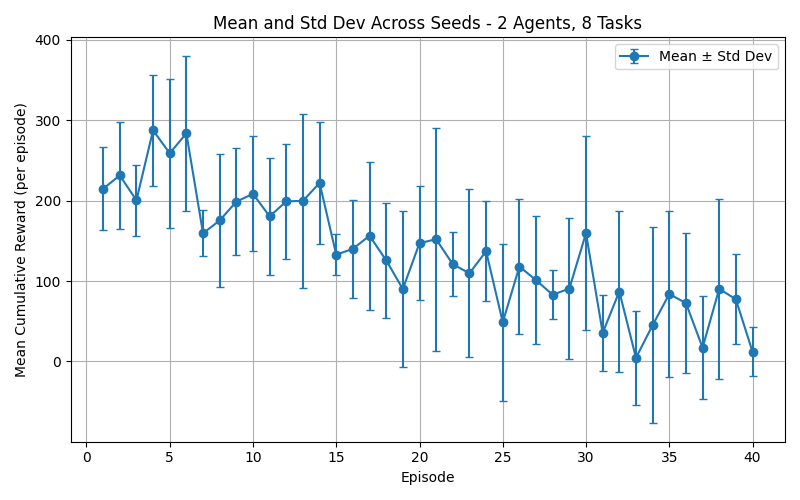 Mean and Std Dev Across Seeds - 2 Agents, 8 Tasks
Mean ± Std Dev
Mean Cumulative Reward (per episode)
400
300
200
100
0
0 5 10 15 20 25 30 35 40
Episode